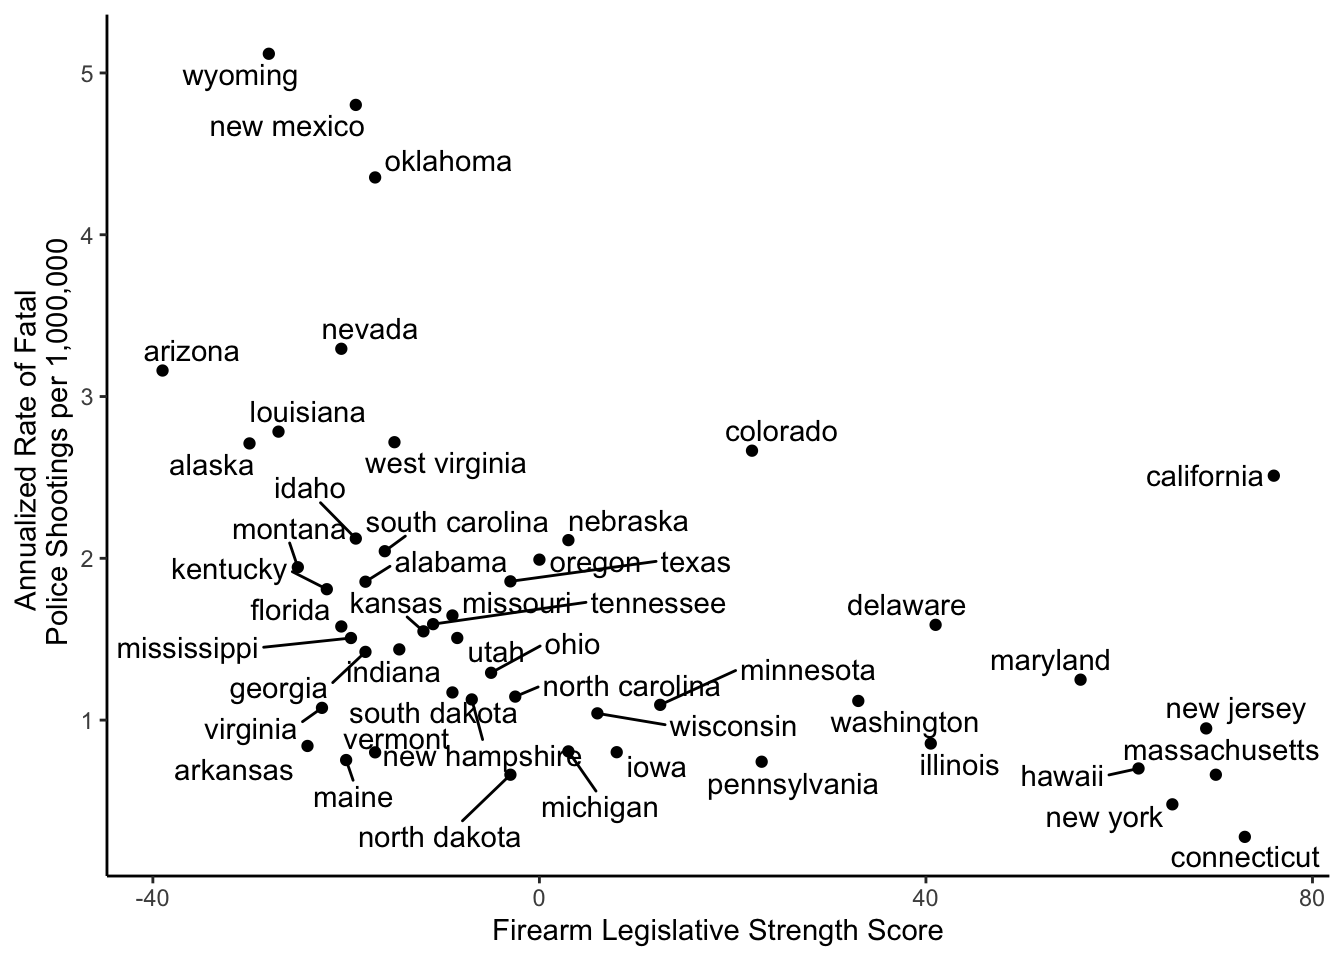 5
wyoming
new mexico
oklahoma
4
nevada
arizona
3
louisiana
colorado
alaska
west virginia
california
idaho
montana
south carolina
nebraska
2
kentucky
alabama
oregon
texas
florida
kansas
missouri
tennessee
delaware
mississippi
utah
ohio
indiana
maryland
minnesota
georgia
north carolina
virginia
south dakota
wisconsin
washington
new jersey
1
vermont
new hampshire
massachusetts
arkansas
iowa
illinois
hawaii
pennsylvania
maine
michigan
new york
north dakota
connecticut
-40
0
40
80
Firearm Legislative Strength Score
Annualized Rate of Fatal
Police Shootings per 1,000,000